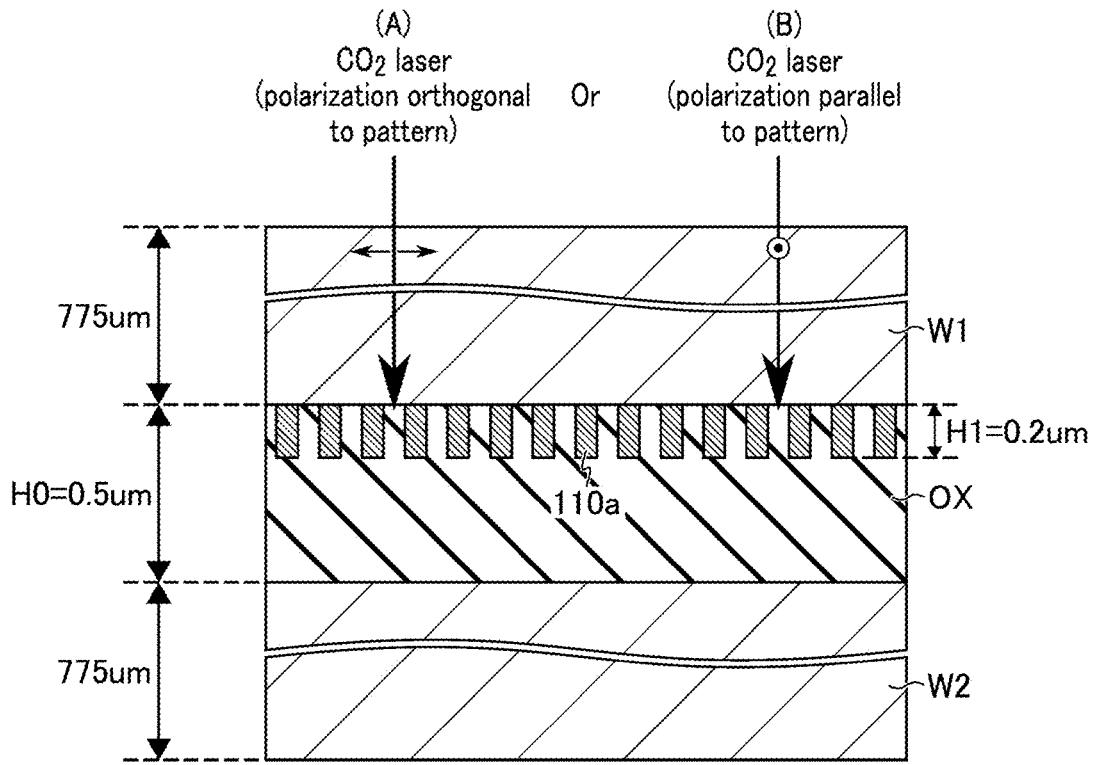 (A)
CO2 laser
(polarization orthogonal
to pattern)
Or
(B)
CO2 laser
(polarization parallel
to pattern)
775um
W1
H1=0.2um
H0=0.5um
110a
OX
775um
W2